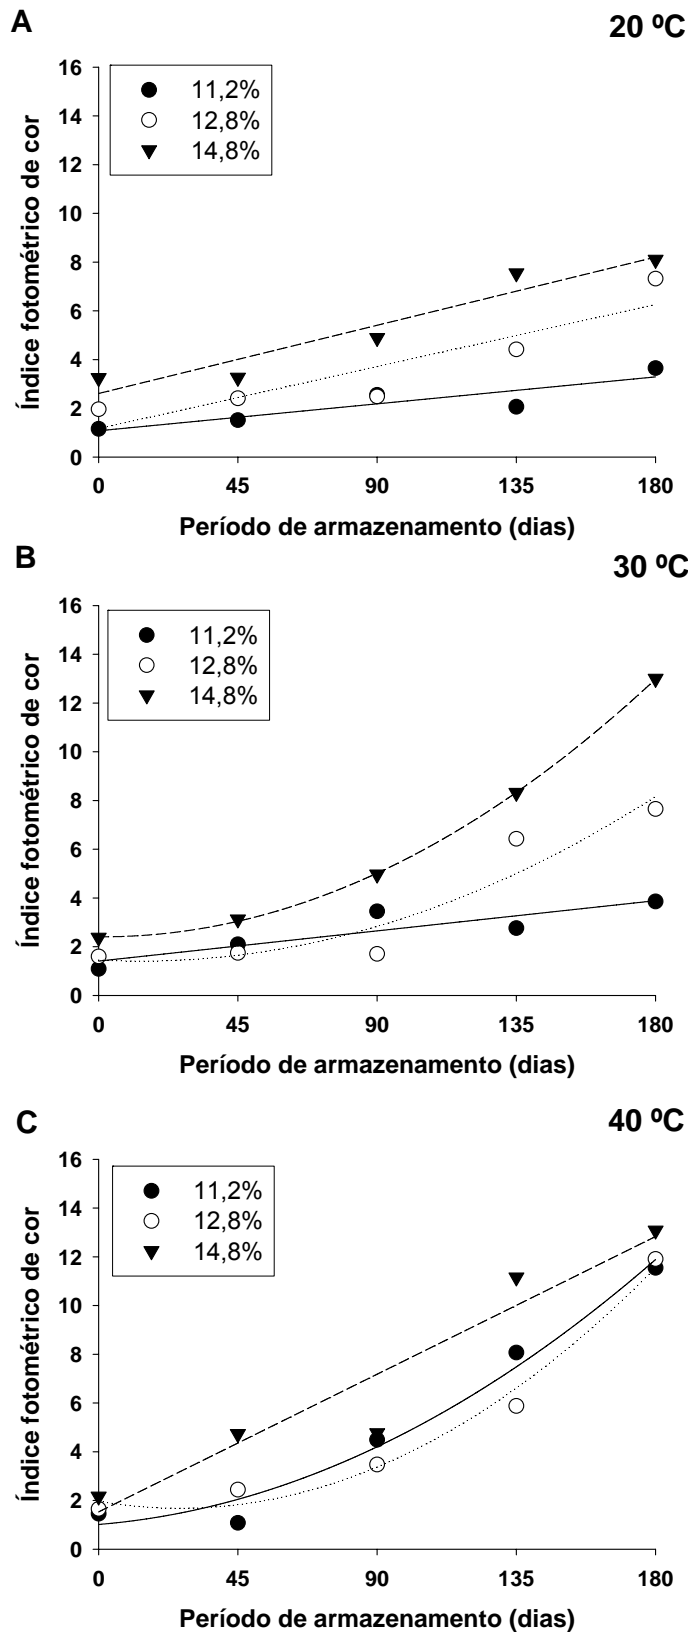 A
20 ºC
16
14
12
10
8
6
4
2
0
Índice fotométrico de cor
11,2%
12,8%
14,8%
0 45 90 135 180
Período de armazenamento (dias)
B
30 ºC
16
14
12
10
8
6
4
2
0
Índice fotométrico de cor
11,2%
12,8%
14,8%
0 45 90 135 180
Período de armazenamento (dias)
C
40 ºC
16
14
12
10
8
6
4
2
0
Índice fotométrico de cor
11,2%
12,8%
14,8%
0 45 90 135 180
Período de armazenamento (dias)